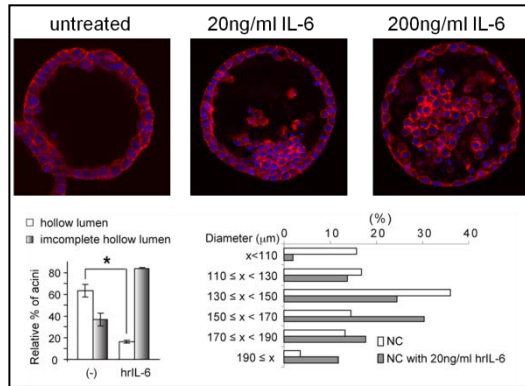 untreated
20ng/ml IL-6
200ng/ml IL-6
hollow lumen
imcomplete hollow lumen
Relative % of acini
80
60
40
20
0
*
(-)
hrIL-6
(%)
0 10 20 30 40
Diameter (μm)
x<110
110 ≤ x < 130
130 ≤ x < 150
150 ≤ x < 170
170 ≤ x < 190
190 ≤ x
NC
NC with 20ng/ml hrIL-6